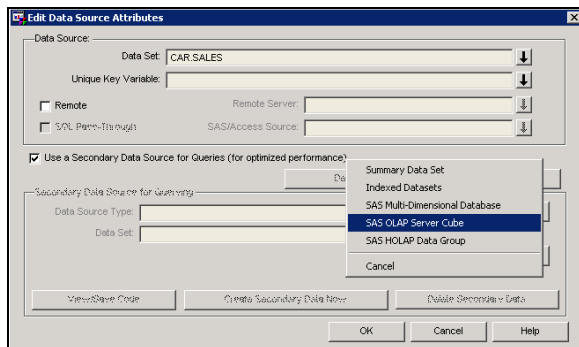 Edit Data Source Attributes
Data Source:
Data Set: CAR.SALES
Unique Key Variable:
Remote Remote Server:
SQL Pass-Through SAS/Access Source:
Use a Secondary Data Source for Queries (for optimized performance)
Summary Data Set
Indexed Datasets
SAS Multi-Dimensional Database
SAS OLAP Server Cube
SAS HOLAP Data Group
Cancel
Secondary Data Source for Querying
Data Source Type:
Data Set:
View/Save Code Create Secondary Data Now Delete Secondary Data
OK Cancel Help